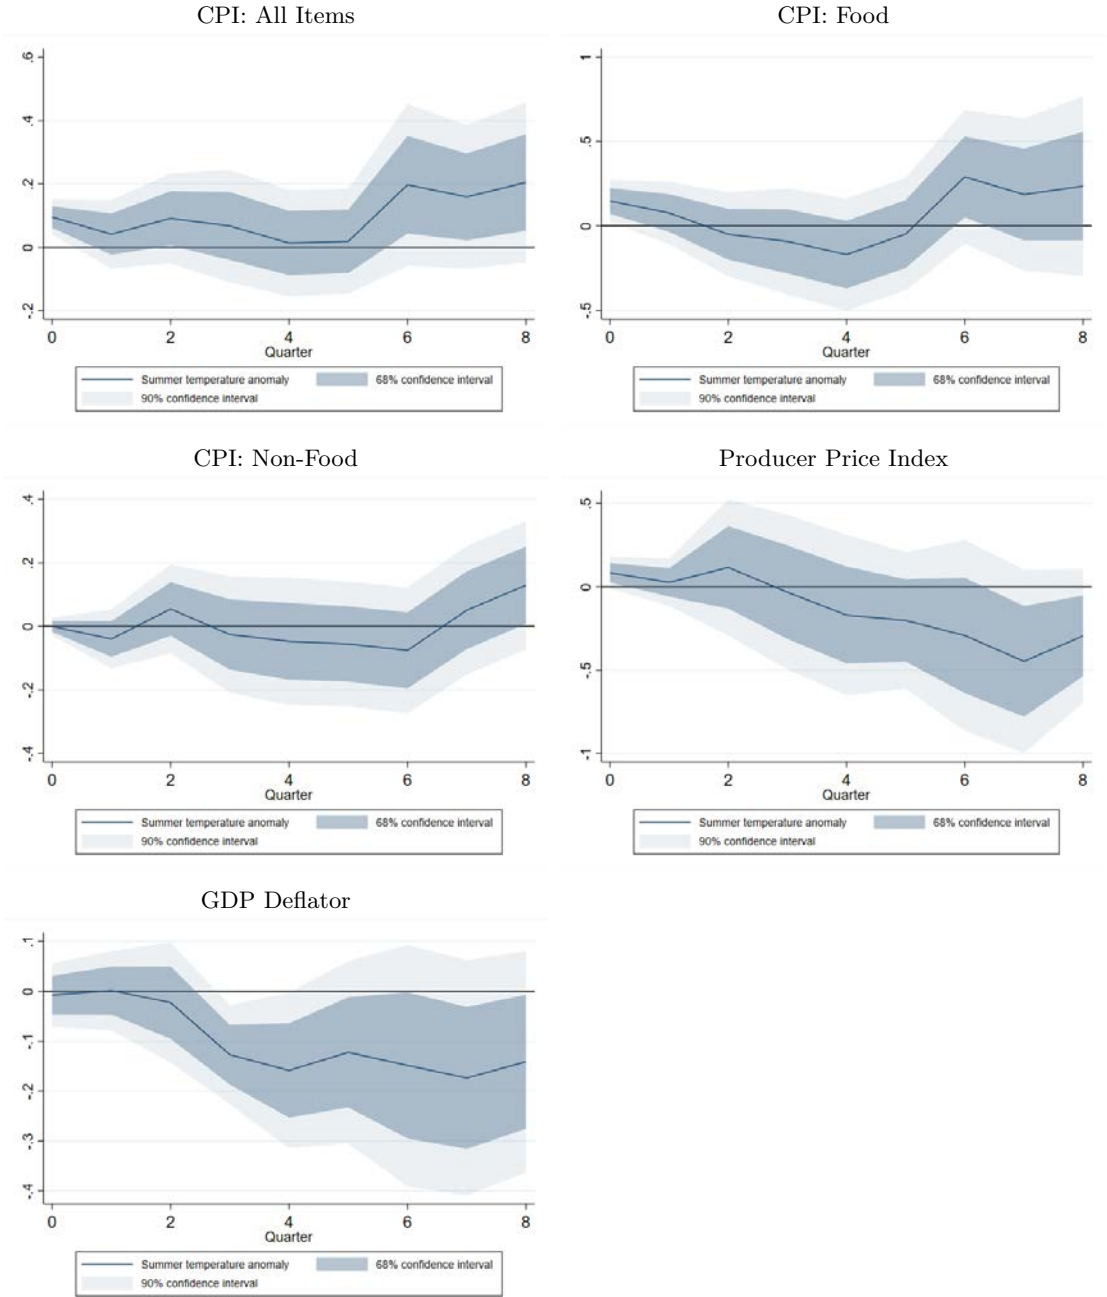 CPI: All Items
.6
.4
.2
0
-.2
0 2 4 6 8
Quarter
Summer temperature anomaly 68% confidence interval
90% confidence interval
CPI: Food
1
.5
0
-.5
0 2 4 6 8
Quarter
Summer temperature anomaly 68% confidence interval
90% confidence interval
CPI: Non-Food
.4
.2
0
-.2
-.4
0 2 4 6 8
Quarter
Summer temperature anomaly 68% confidence interval
90% confidence interval
Producer Price Index
.5
0
-.5
-1
0 2 4 6 8
Quarter
Summer temperature anomaly 68% confidence interval
90% confidence interval
GDP Deflator
.1
0
-.1
-.2
-.3
-.4
0 2 4 6 8
Quarter
Summer temperature anomaly 68% confidence interval
90% confidence interval